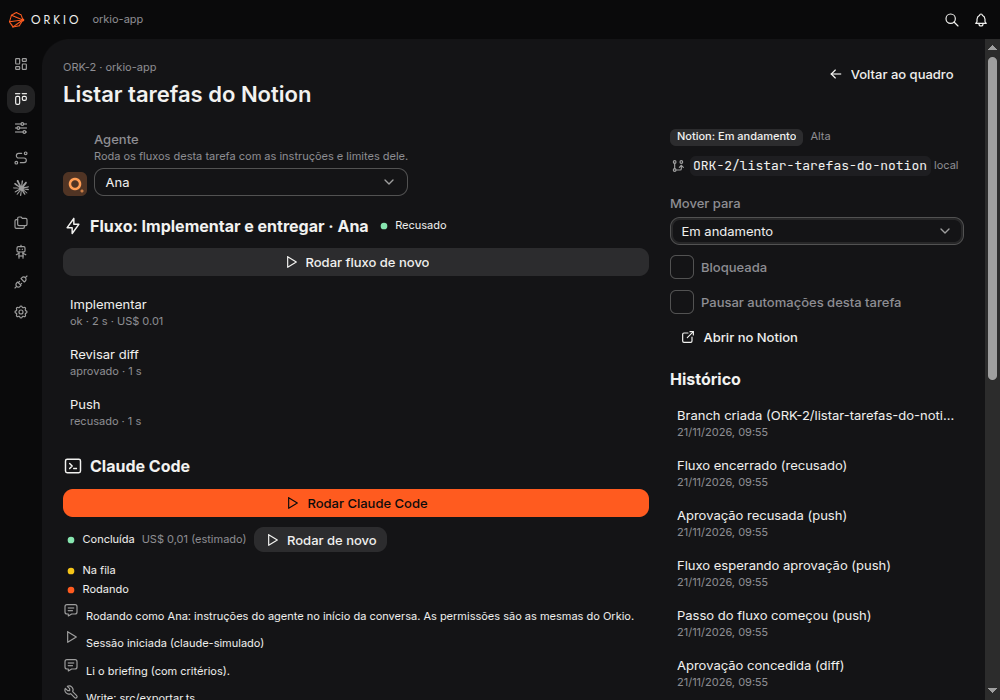 ORKIO
orkio-app
ORK-2 · orkio-app
Listar tarefas do Notion
Voltar ao quadro
Agente
Roda os fluxos desta tarefa com as instruções e limites dele.
Ana
Fluxo: Implementar e entregar · Ana
Recusado
Rodar fluxo de novo
Implementar
ok · 2 s · US$ 0.01
Revisar diff
aprovado · 1 s
Push
recusado · 1 s
Claude Code
Rodar Claude Code
Concluída US$ 0,01 (estimado)
Rodar de novo
Na fila
Rodando
Rodando como Ana: instruções do agente no início da conversa. As permissões são as mesmas do Orkio.
Sessão iniciada (claude-simulado)
Li o briefing (com critérios).
Write: src/exportar.ts
Notion: Em andamento
Alta
ORK-2/listar-tarefas-do-notion local
Mover para
Em andamento
Bloqueada
Pausar automações desta tarefa
Abrir no Notion
Histórico
Branch criada (ORK-2/listar-tarefas-do-noti...
21/11/2026, 09:55
Fluxo encerrado (recusado)
21/11/2026, 09:55
Aprovação recusada (push)
21/11/2026, 09:55
Fluxo esperando aprovação (push)
21/11/2026, 09:55
Passo do fluxo começou (push)
21/11/2026, 09:55
Aprovação concedida (diff)
21/11/2026, 09:55